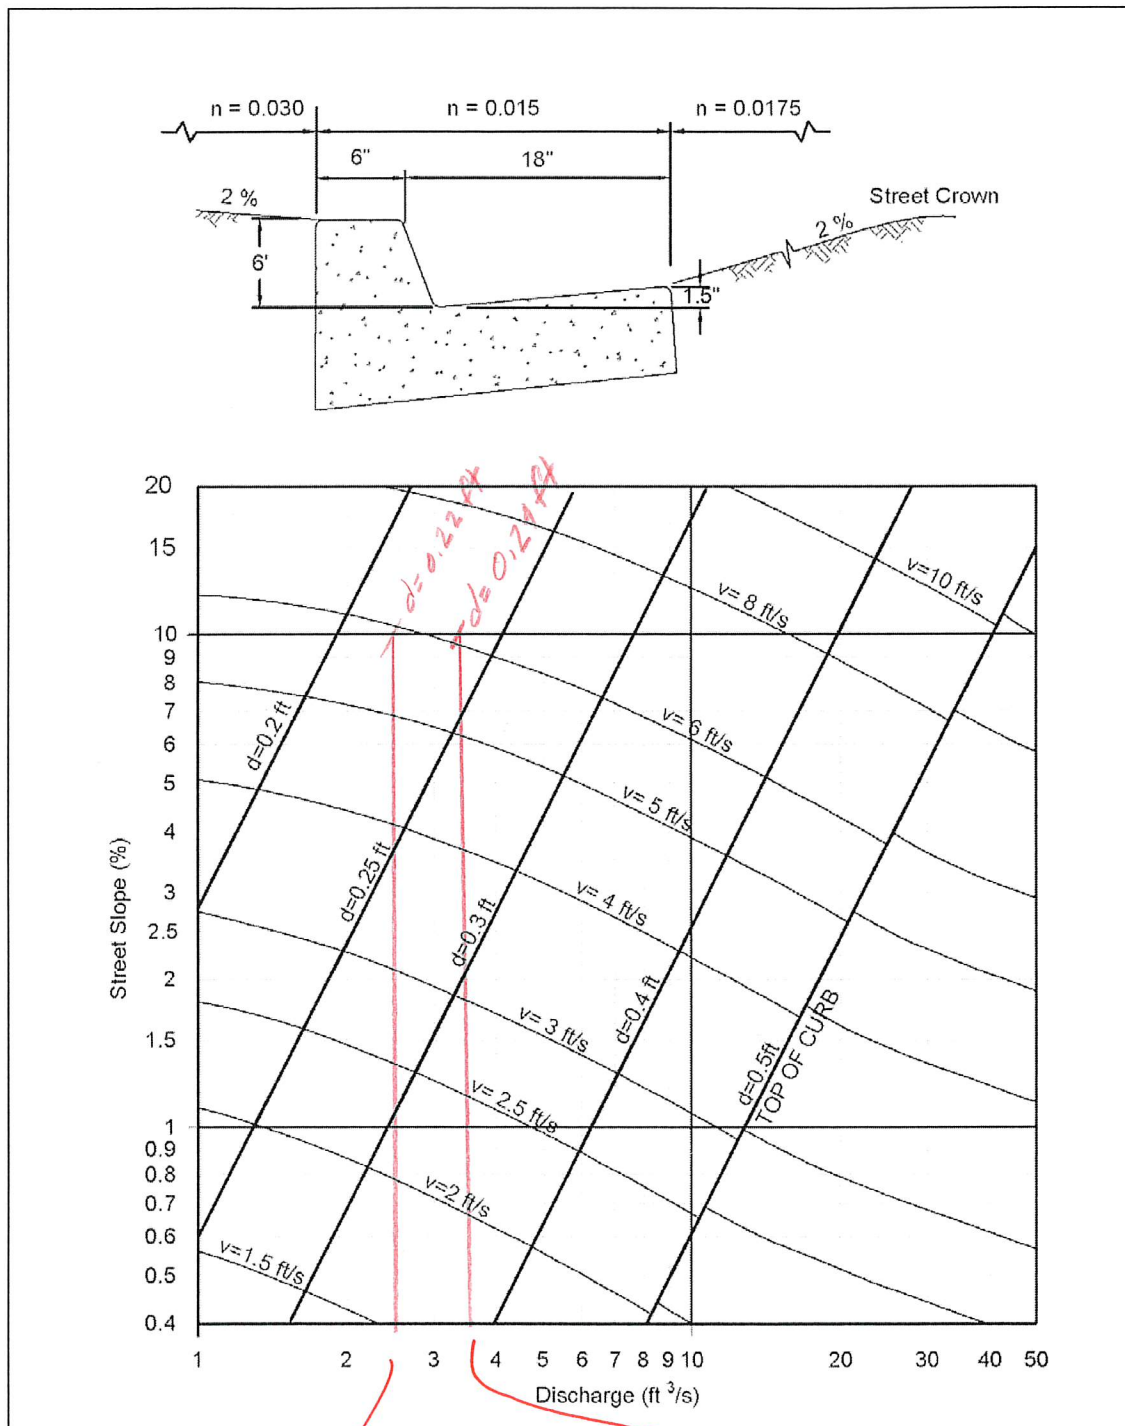 n = 0.030 n = 0.015 n = 0.0175
6" 18"
2 % Street Crown
2 %
6'
1.5"
d= 0.22 ft
d= 0.24 ft
20
15
10
9
8
7
6
5
4
3
2.5
2
1.5
1
0.9
0.8
0.7
0.6
0.5
0.4
Street Slope (%)
v=10 ft/s
v= 8 ft/s
v= 6 ft/s
v= 5 ft/s
v= 4 ft/s
v= 3 ft/s
v= 2.5 ft/s
v=2 ft/s
v=1.5 ft/s
d=0.2 ft
d=0.25 ft
d=0.3 ft
d=0.4 ft
d=0.5ft
TOP OF CURB
1 2 3 4 5 6 7 8 9 10 20 30 40 50
Discharge (ft ³/s)